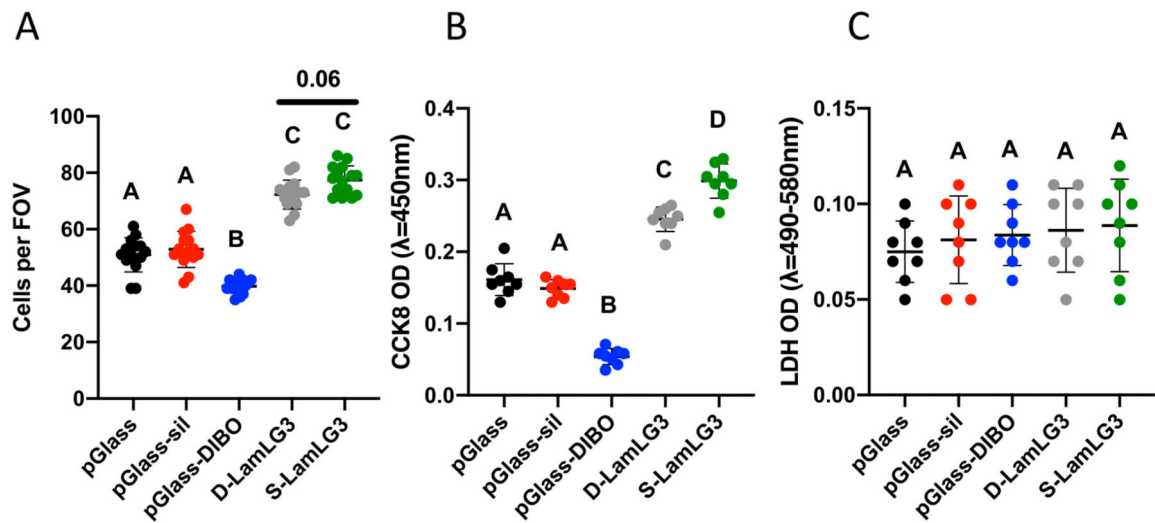 A
B
C
0.06
Cells per FOV
100
80
60
40
20
0
A
A
B
C
C
pGlass
pGlass-sil
pGlass-DIBO
D-LamLG3
S-LamLG3
CCK8 OD (λ=450nm)
0.4
0.3
0.2
0.1
0.0
A
A
B
C
D
pGlass
pGlass-sil
pGlass-DIBO
D-LamLG3
S-LamLG3
LDH OD (λ=490-580nm)
0.15
0.10
0.05
0.00
A
A
A
A
A
pGlass
pGlass-sil
pGlass-DIBO
D-LamLG3
S-LamLG3